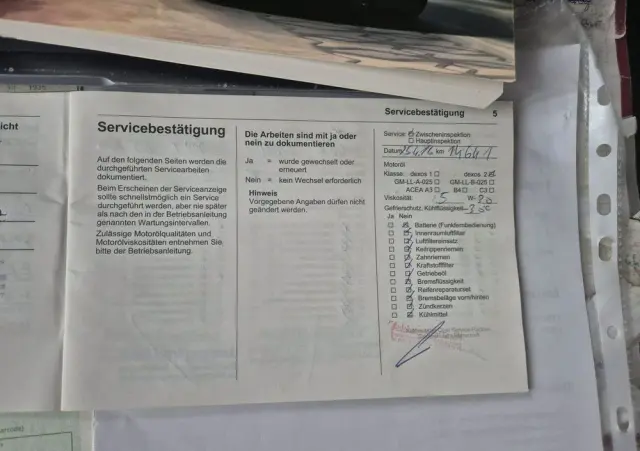 icht
Servicebestätigung 5
Servicebestätigung
Auf den folgenden Seiten werden die
durchgeführten Servicearbeiten
dokumentiert.
Beim Erscheinen der Serviceanzeige
sollte schnellstmöglich ein Service
durchgeführt werden, aber nie später
als nach den in der Betriebsanleitung
genannten Wartungsintervallen.
Zulässige Motorölqualitäten und
Motorölviskositäten entnehmen Sie
bitte der Betriebsanleitung.
Die Arbeiten sind mit ja oder
nein zu dokumentieren
Ja = wurde gewechselt oder
erneuert
Nein = kein Wechsel erforderlich
Hinweis
Vorgegebene Angaben dürfen nicht
geändert werden.
Service: Zwischeninspektion
Hauptinspektion
Datum km
Motoröl
Klasse: dexos 1 dexos 2
GM-LL-A-025 GM-LL-B-025
ACEA A3 B4 C3
Viskosität: 5 W- 30
Gefrierschutz, Kühlflüssigkeit
Ja Nein
Batterie (Funkfernbedienung)
Innenraumluftfilter
Luftfiltereinsatz
Keilrippenriemen
Zahnriemen
Kraftstofffilter
Getriebeöl
Bremsflüssigkeit
Reifenreparaturset
Bremsbeläge vorn/hinten
Zündkerzen
Kühlmittel